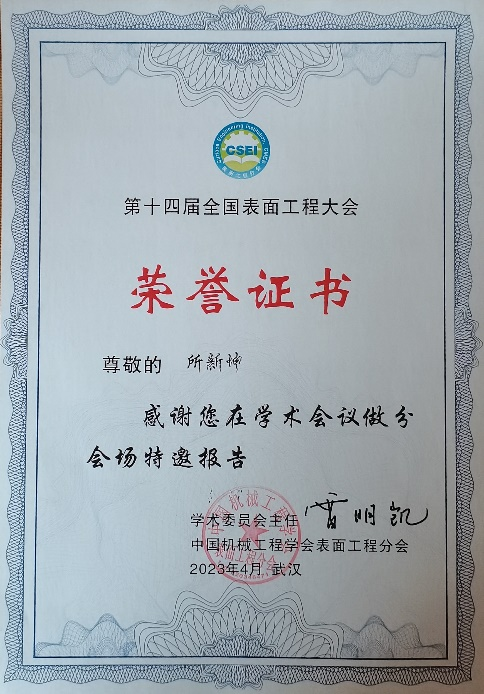 CSEI
第十四届全国表面工程大会
荣誉证书
尊敬的 所新坤
感谢您在学术会议做分
会场特邀报告
学术委员会主任 雷明凯
中国机械工程学会表面工程分会
2023年4月 武汉